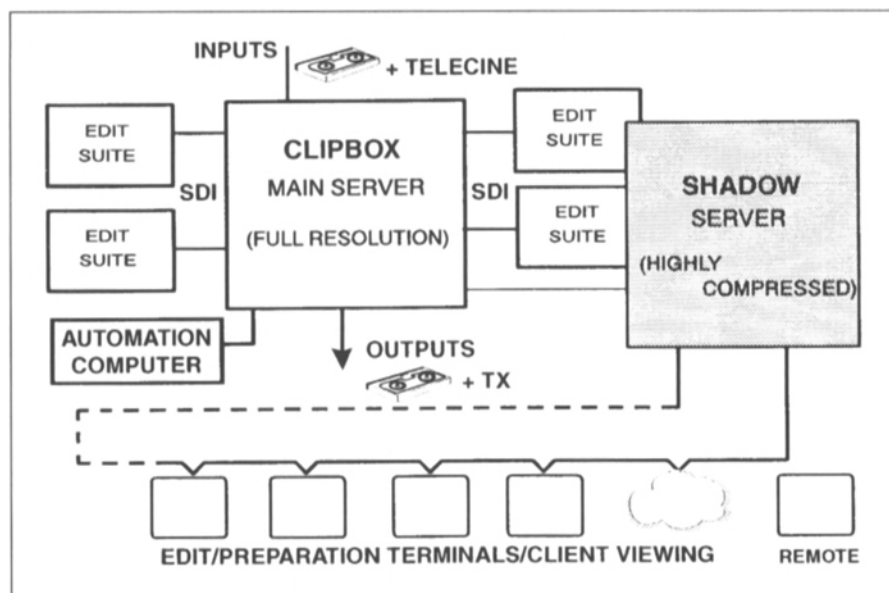 INPUTS
+ TELECINE
EDIT
SUITE
CLIPBOX
MAIN SERVER
(FULL RESOLUTION)
EDIT
SUITE
SHADOW
SERVER
(HIGHLY
COMPRESSED)
SDI
SDI
EDIT
SUITE
EDIT
SUITE
AUTOMATION
COMPUTER
OUTPUTS
+ TX
EDIT/PREPARATION TERMINALS/CLIENT VIEWING
REMOTE